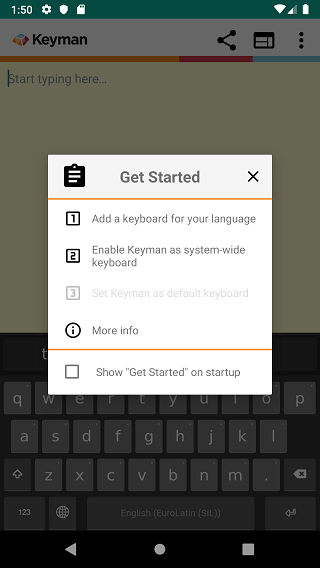 1:50
Keyman
Start typing here...
Get Started
1 Add a keyboard for your language
2 Enable Keyman as system-wide
keyboard
3 Set Keyman as default keyboard
More info
Show "Get Started" on startup
q w e r t y u i o p
a s d f g h j k l
z x c v b n m .
123 English (EuroLatin (SIL))